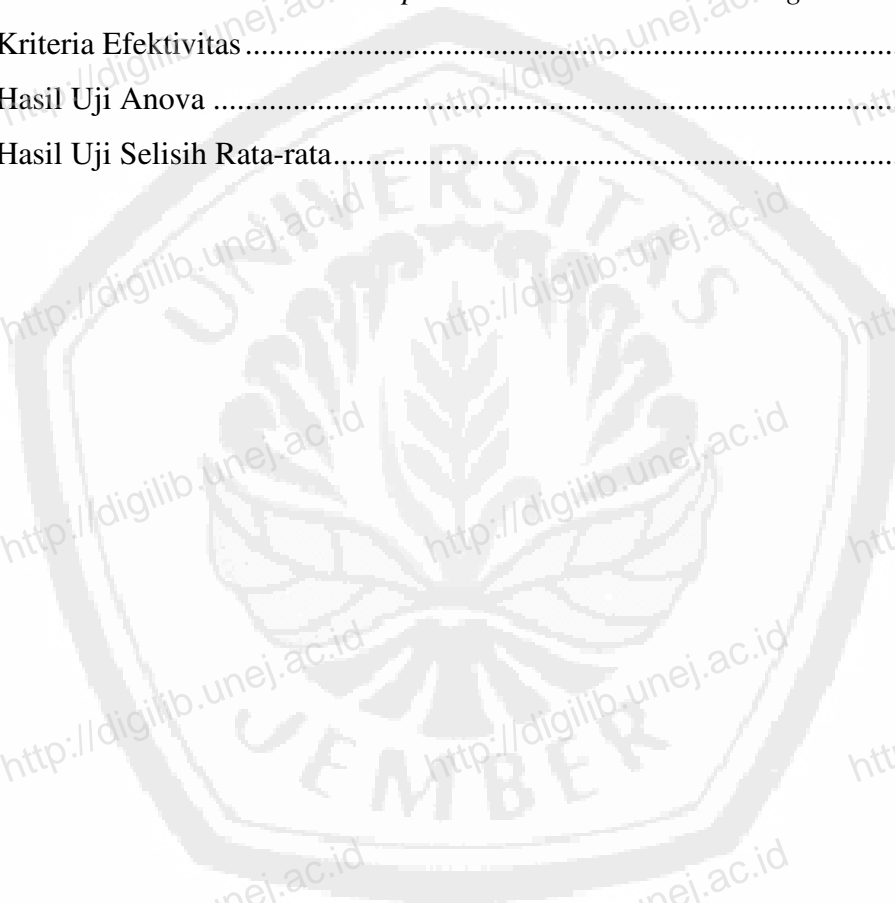 Kriteria Efektivitas........................................................................................
Hasil Uji Anova ............................................................................................
Hasil Uji Selisih Rata-rata.............................................................................
UNIVERSITAS
JEMBER
http://digilib.unej.ac.id
http://digilib.unej.ac.id
http://digilib.unej.ac.id
http://digilib.unej.ac.id
http://digilib.unej.ac.id
http://digilib.unej.ac.id
http://digilib.unej.ac.id
http://digilib.unej.ac.id